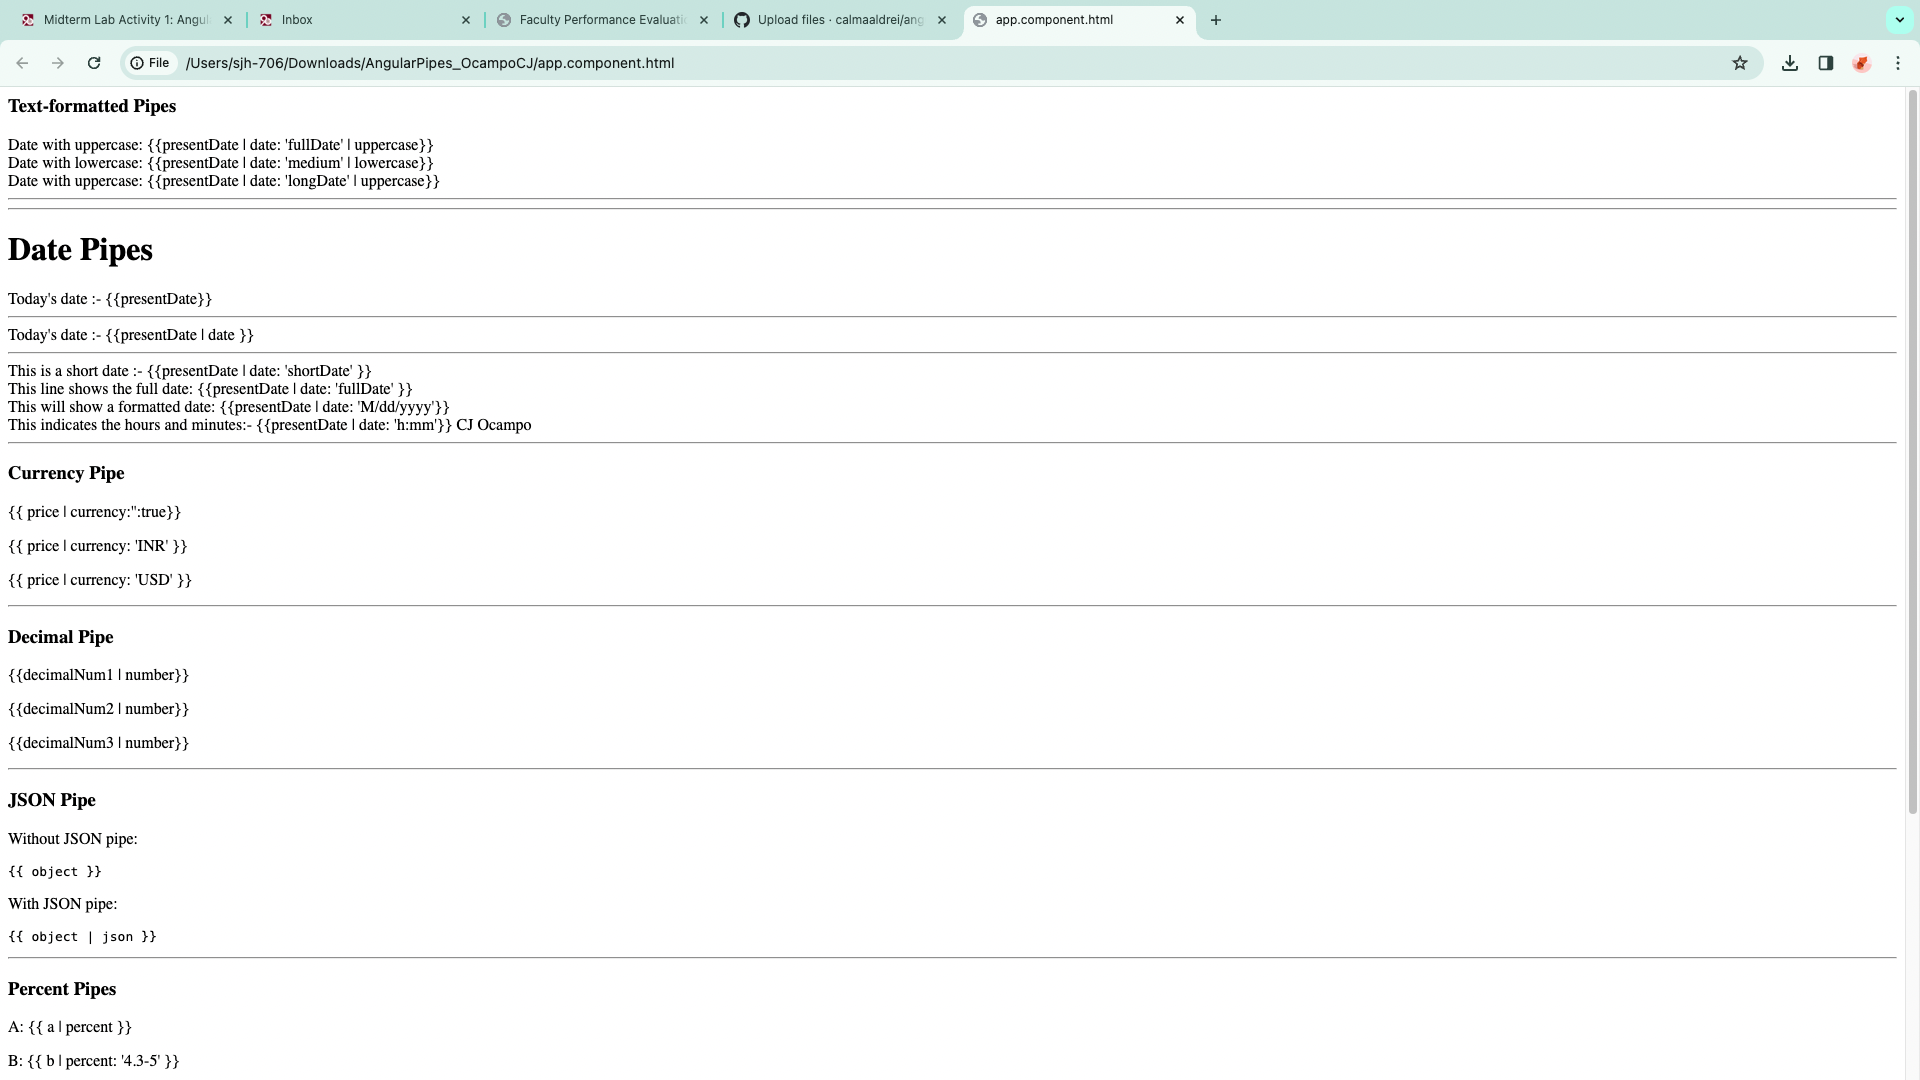 Midterm Lab Activity 1: Angul
Inbox
Faculty Performance Evaluati
Upload files · calmaaldrei/ang
app.component.html
File
/Users/sjh-706/Downloads/AngularPipes_OcampoCJ/app.component.html
Text-formatted Pipes
Date with uppercase: {{presentDate | date: 'fullDate' | uppercase}}
Date with lowercase: {{presentDate | date: 'medium' | lowercase}}
Date with uppercase: {{presentDate | date: 'longDate' | uppercase}}
Date Pipes
Today's date :- {{presentDate}}
Today's date :- {{presentDate | date }}
This is a short date :- {{presentDate | date: 'shortDate' }}
This line shows the full date: {{presentDate | date: 'fullDate' }}
This will show a formatted date: {{presentDate | date: 'M/dd/yyyy'}}
This indicates the hours and minutes:- {{presentDate | date: 'h:mm'}} CJ Ocampo
Currency Pipe
{{ price | currency:'':true}}
{{ price | currency: 'INR' }}
{{ price | currency: 'USD' }}
Decimal Pipe
{{decimalNum1 | number}}
{{decimalNum2 | number}}
{{decimalNum3 | number}}
JSON Pipe
Without JSON pipe:
{{ object }}
With JSON pipe:
{{ object | json }}
Percent Pipes
A: {{ a | percent }}
B: {{ b | percent: '4.3-5' }}